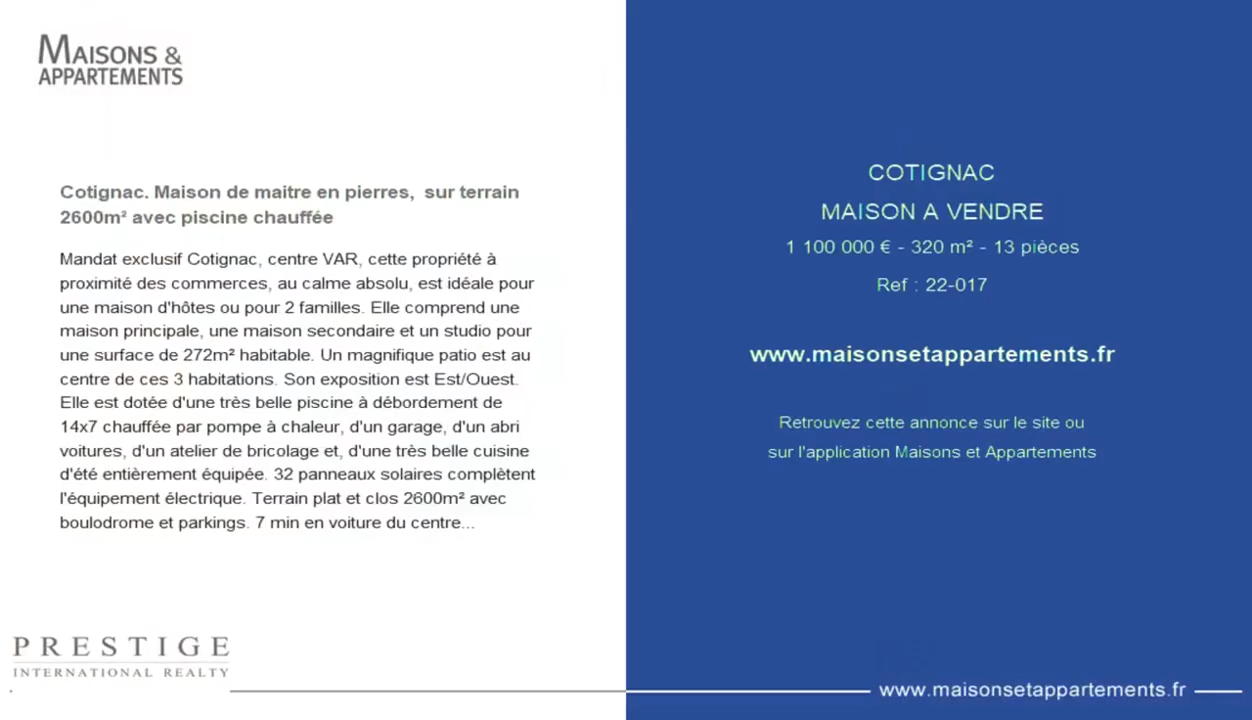 MAISONS &
APPARTEMENTS
Cotignac. Maison de maitre en pierres, sur terrain
2600m² avec piscine chauffée
Mandat exclusif Cotignac, centre VAR, cette propriété à
proximité des commerces, au calme absolu, est idéale pour
une maison d'hôtes ou pour 2 familles. Elle comprend une
maison principale, une maison secondaire et un studio pour
une surface de 272m² habitable. Un magnifique patio est au
centre de ces 3 habitations. Son exposition est Est/Ouest.
Elle est dotée d'une très belle piscine à débordement de
14x7 chauffée par pompe à chaleur, d'un garage, d'un abri
voitures, d'un atelier de bricolage et, d'une très belle cuisine
d'été entièrement équipée. 32 panneaux solaires complètent
l'équipement électrique. Terrain plat et clos 2600m² avec
boulodrome et parkings. 7 min en voiture du centre...
PRESTIGE
INTERNATIONAL REALTY
COTIGNAC
MAISON A VENDRE
1 100 000 € - 320 m² - 13 pièces
Ref : 22-017
www.maisonsetappartements.fr
Retrouvez cette annonce sur le site ou
sur l'application Maisons et Appartements
www.maisonsetappartements.fr